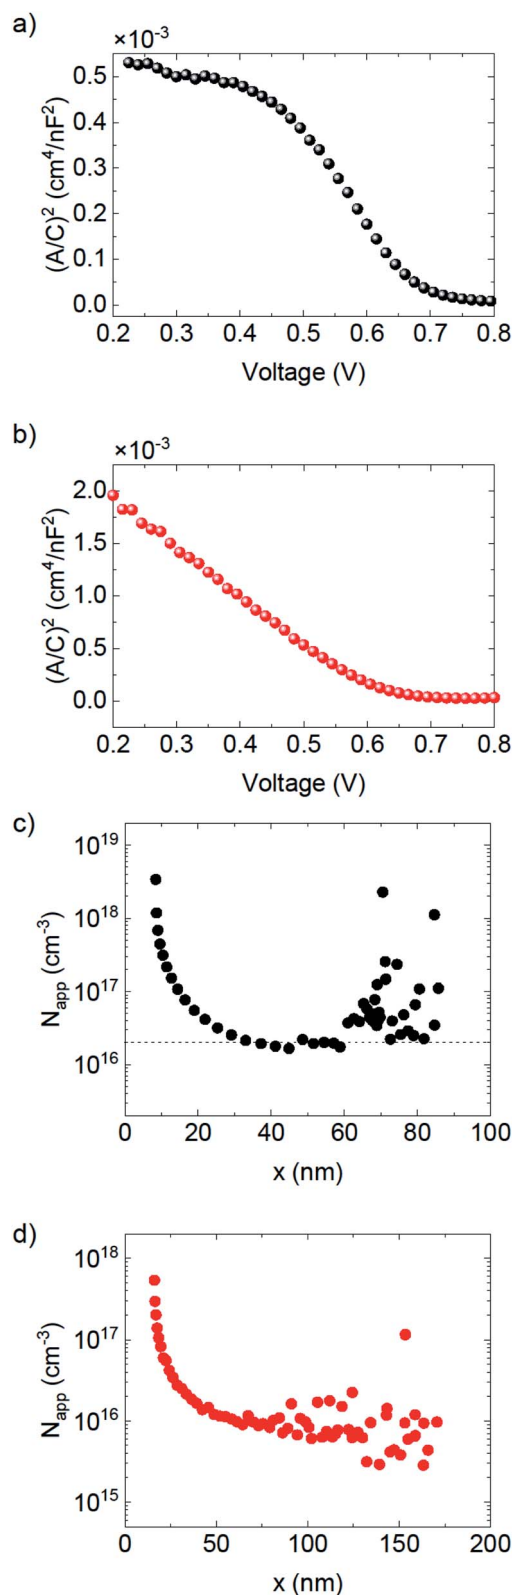 a)
×10⁻³
0.5
0.4
0.3
0.2
0.1
0.0
(A/C)² (cm⁴/nF²)
0.2 0.3 0.4 0.5 0.6 0.7 0.8
Voltage (V)
b)
×10⁻³
2.0
1.5
1.0
0.5
0.0
(A/C)² (cm⁴/nF²)
0.2 0.3 0.4 0.5 0.6 0.7 0.8
Voltage (V)
c)
10¹⁹
10¹⁸
10¹⁷
10¹⁶
N_app (cm⁻³)
0 20 40 60 80 100
x (nm)
d)
10¹⁸
10¹⁷
10¹⁶
10¹⁵
N_app (cm⁻³)
0 50 100 150 200
x (nm)